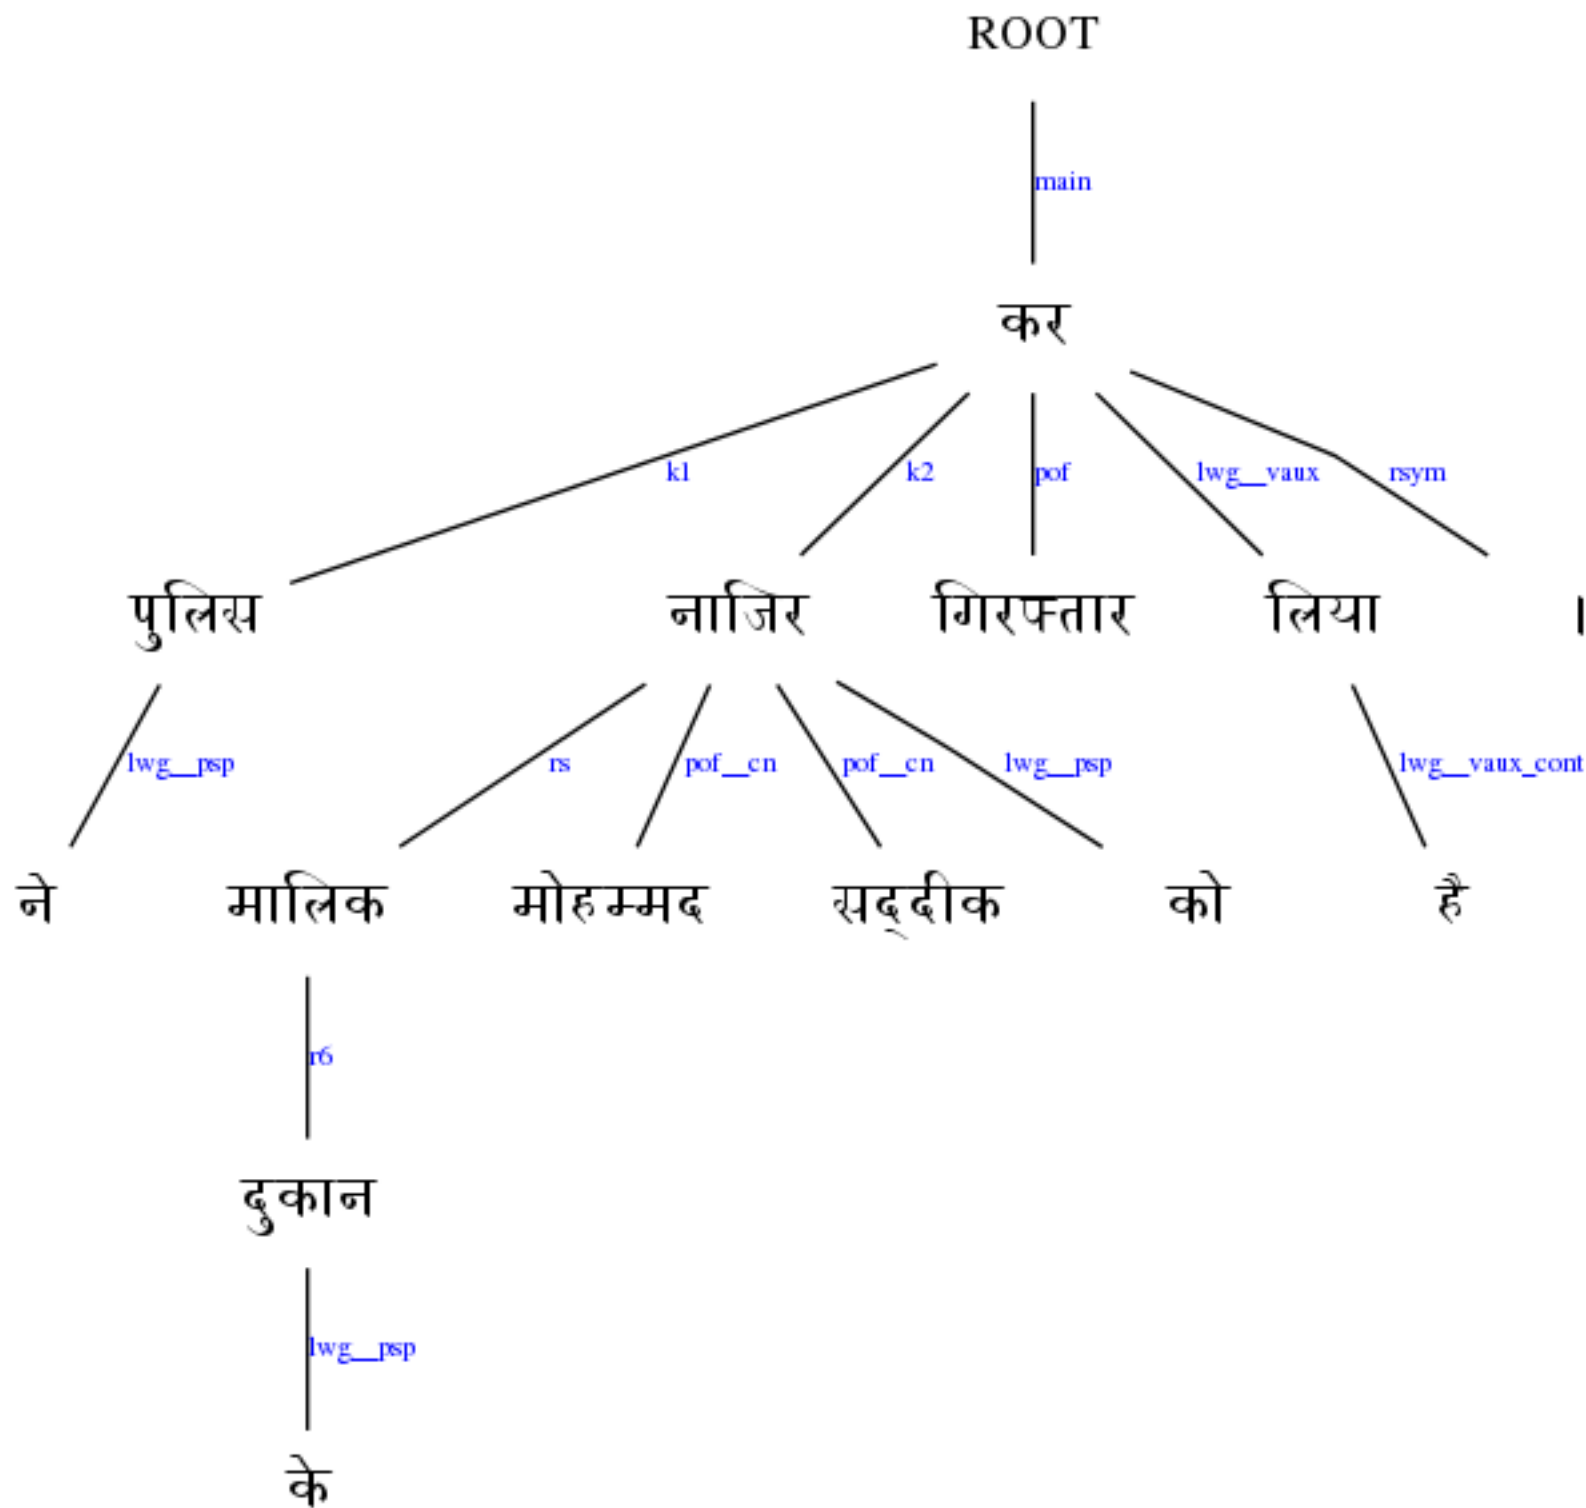 ROOT
main
कर
k1 k2 pof lwg__vaux rsym
पुलिस नाजिर गिरफ्तार लिया ।
lwg__psp rs pof__cn pof__cn lwg__psp lwg__vaux_cont
ने मालिक मोहम्मद सद्दीक को है
r6
दुकान
lwg__psp
के